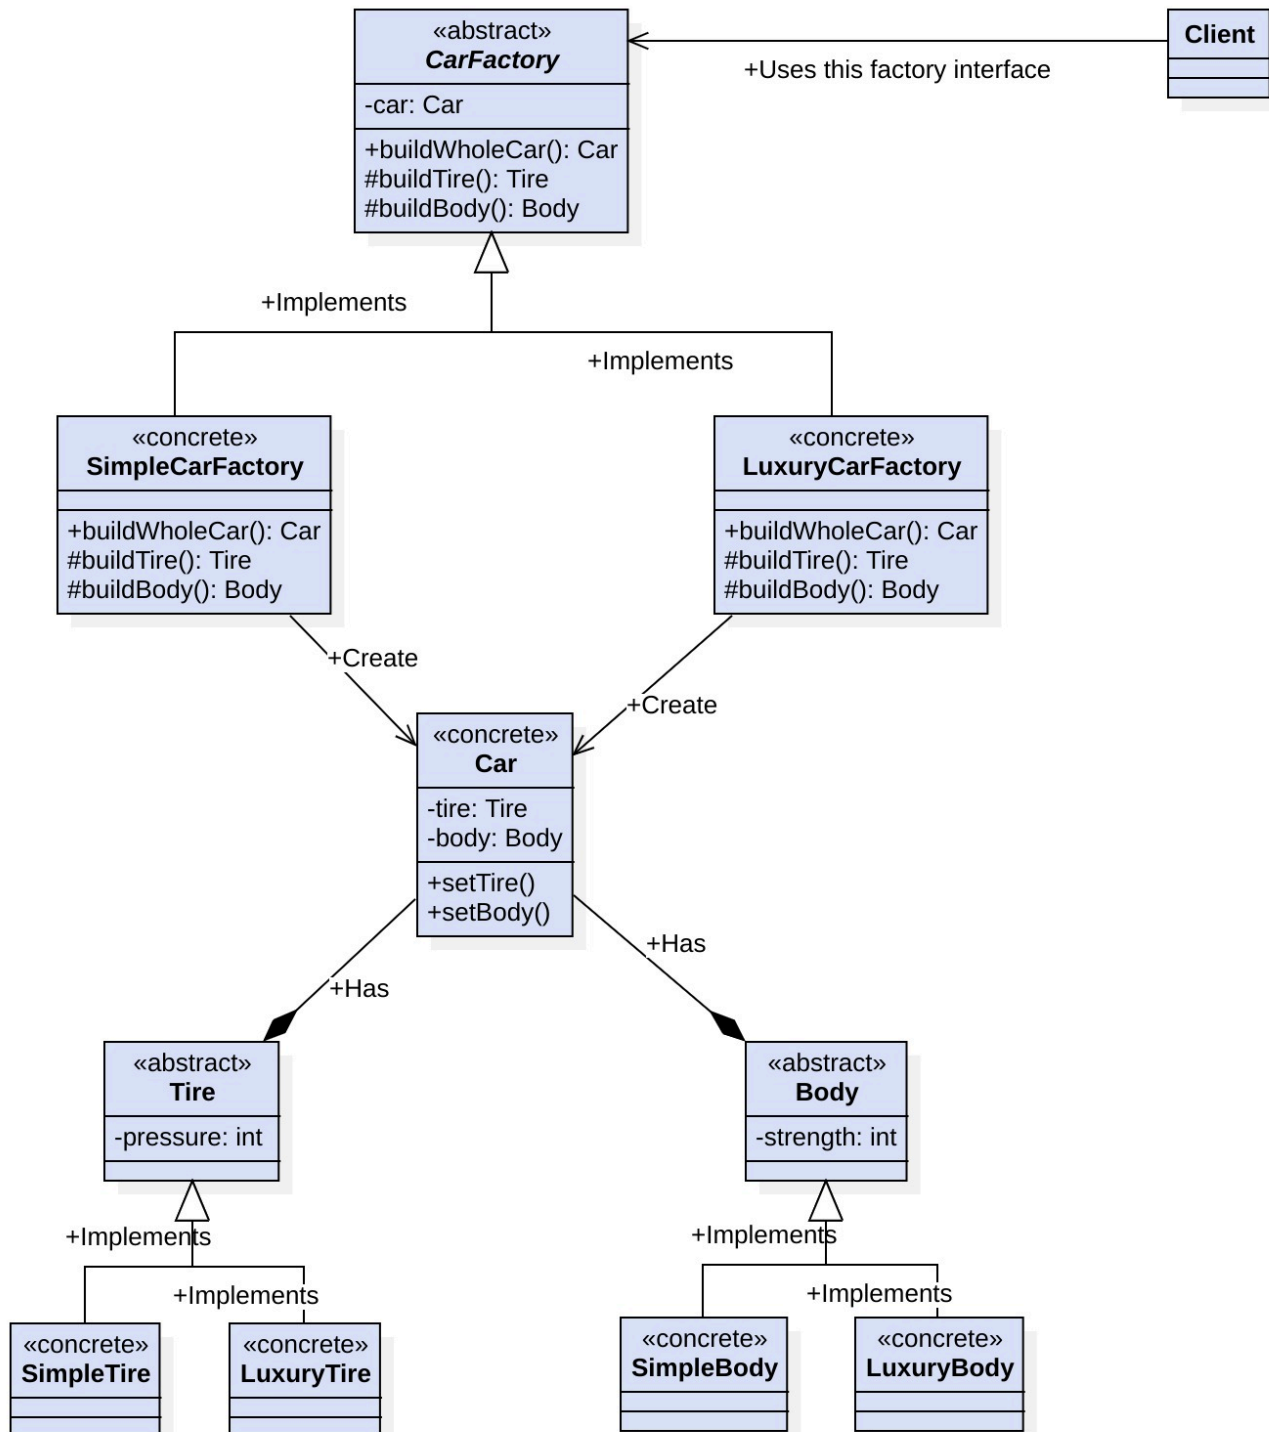 «abstract»
CarFactory
-car: Car
+buildWholeCar(): Car
#buildTire(): Tire
#buildBody(): Body
Client
+Uses this factory interface
+Implements
+Implements
«concrete»
SimpleCarFactory
+buildWholeCar(): Car
#buildTire(): Tire
#buildBody(): Body
«concrete»
LuxuryCarFactory
+buildWholeCar(): Car
#buildTire(): Tire
#buildBody(): Body
+Create
+Create
«concrete»
Car
-tire: Tire
-body: Body
+setTire()
+setBody()
+Has
+Has
«abstract»
Tire
-pressure: int
«abstract»
Body
-strength: int
+Implements
+Implements
+Implements
+Implements
«concrete»
SimpleTire
«concrete»
LuxuryTire
«concrete»
SimpleBody
«concrete»
LuxuryBody